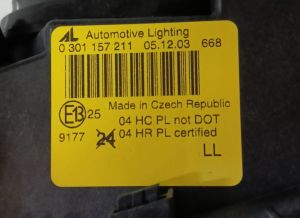 AL Automotive Lighting
0 301 157 211 05.12.03 668
Made in Czech Republic
E13 25
04 HC PL not DOT
9177 24 04 HR PL certified
LL